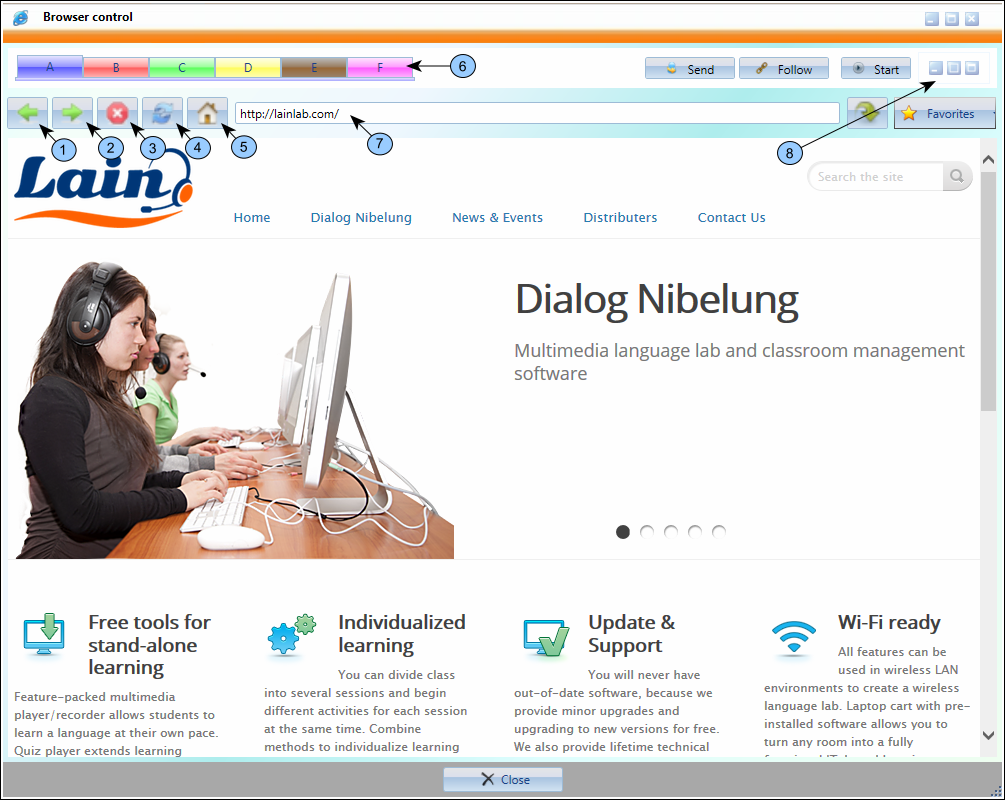 Browser control
A B C D E F
6
Send Follow Start
http://lainlab.com/
Favorites
1 2 3 4 5 7 8
Lain
Search the site
Home Dialog Nibelung News & Events Distributers Contact Us
Dialog Nibelung
Multimedia language lab and classroom management
software
Free tools for
stand-alone
learning
Feature-packed multimedia
player/recorder allows students to
learn a language at their own pace.
Quiz player extends learning
Individualized
learning
You can divide class
into several sessions and begin
different activities for each session
at the same time. Combine
methods to individualize learning
Update &
Support
You will never have
out-of-date software, because we
provide minor upgrades and
upgrading to new versions for free.
We also provide lifetime technical
Wi-Fi ready
All features can be
used in wireless LAN
environments to create a wireless
language lab. Laptop cart with pre-
installed software allows you to
turn any room into a fully
Close